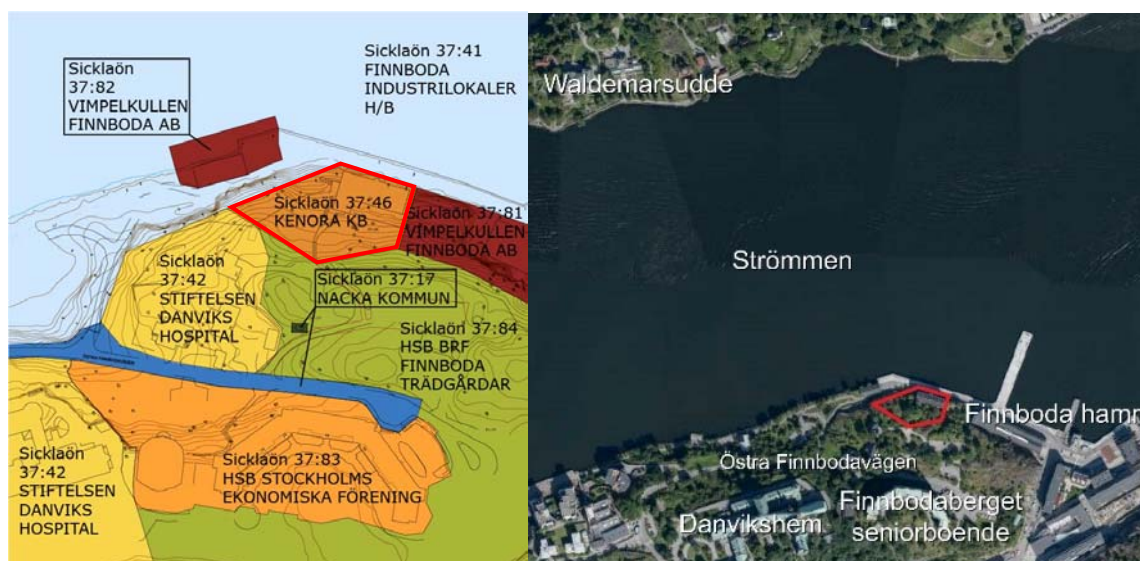 Sicklaön
37:82
VIMPELKULLEN
FINNBODA AB
Sicklaön 37:41
FINNBODA
INDUSTRILOKALER
H/B
Sicklaön 37:46
KENORA KB
Sicklaön 37:81
VIMPELKULLEN
FINNBODA AB
Sicklaön
37:42
STIFTELSEN
DANVIKS
HOSPITAL
Sicklaön 37:17
NACKA KOMMUN
Sicklaön 37:84
HSB BRF
FINNBODA
TRÄDGÅRDAR
Sicklaön 37:83
HSB STOCKHOLMS
EKONOMISKA FÖRENING
Sicklaön
37:42
STIFTELSEN
DANVIKS
HOSPITAL
Waldemarsudde
Strömmen
Finnboda hamn
Östra Finnbodavägen
Danvikshem
Finnbodaberget
seniorboende